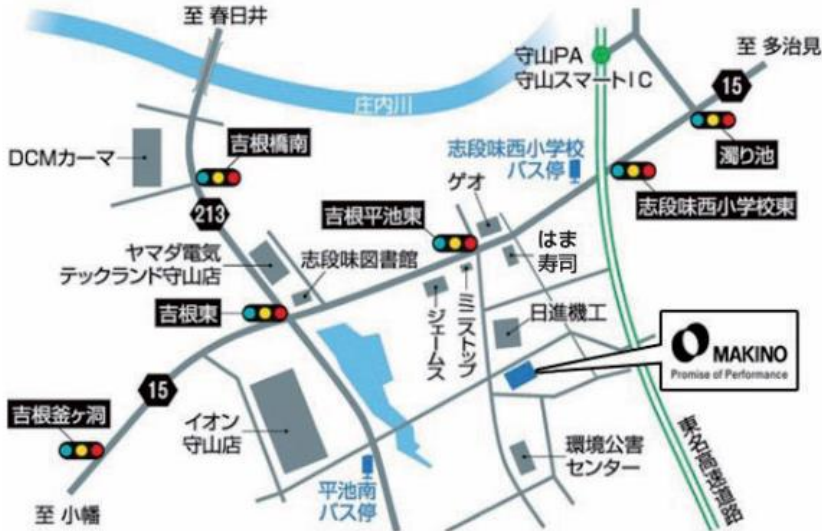 至 春日井
庄内川
守山PA
守山スマートIC
至 多治見
15
濁り池
DCMカーマ
吉根橋南
志段味西小学校
バス停
志段味西小学校東
213
吉根平池東
ゲオ
はま
寿司
ヤマダ電気
テックランド守山店
志段味図書館
吉根東
ジェームス
ミニストップ
日進機工
MAKINO
Promise of Performance
15
吉根釜ヶ洞
イオン
守山店
環境公害
センター
平池南
バス停
東名高速道路
至 小幡